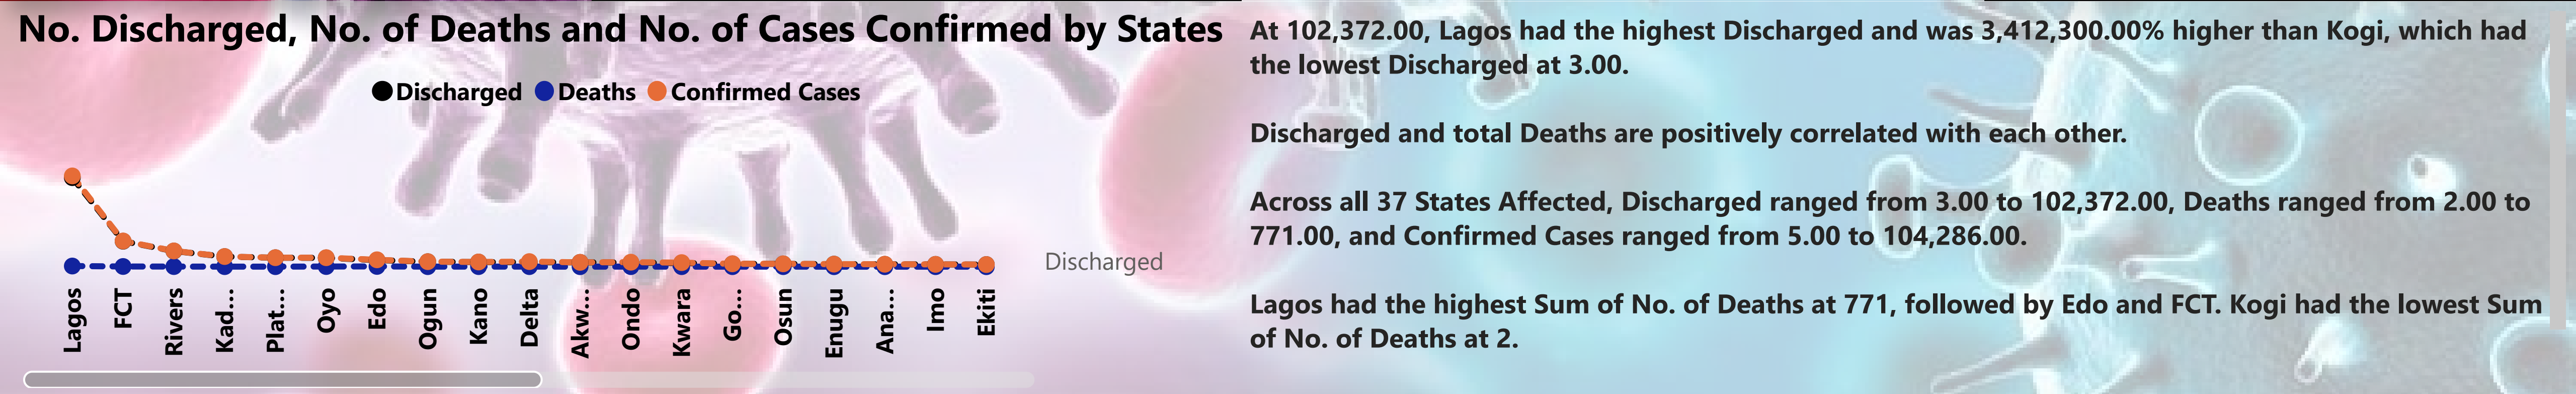 No. Discharged, No. of Deaths and No. of Cases Confirmed by States
Discharged Deaths Confirmed Cases
Discharged
Lagos
FCT
Rivers
Kad...
Plat...
Oyo
Edo
Ogun
Kano
Delta
Akw...
Ondo
Kwara
Go...
Osun
Enugu
Ana...
Imo
Ekiti
At 102,372.00, Lagos had the highest Discharged and was 3,412,300.00% higher than Kogi, which had
the lowest Discharged at 3.00.
Discharged and total Deaths are positively correlated with each other.
Across all 37 States Affected, Discharged ranged from 3.00 to 102,372.00, Deaths ranged from 2.00 to
771.00, and Confirmed Cases ranged from 5.00 to 104,286.00.
Lagos had the highest Sum of No. of Deaths at 771, followed by Edo and FCT. Kogi had the lowest Sum
of No. of Deaths at 2.